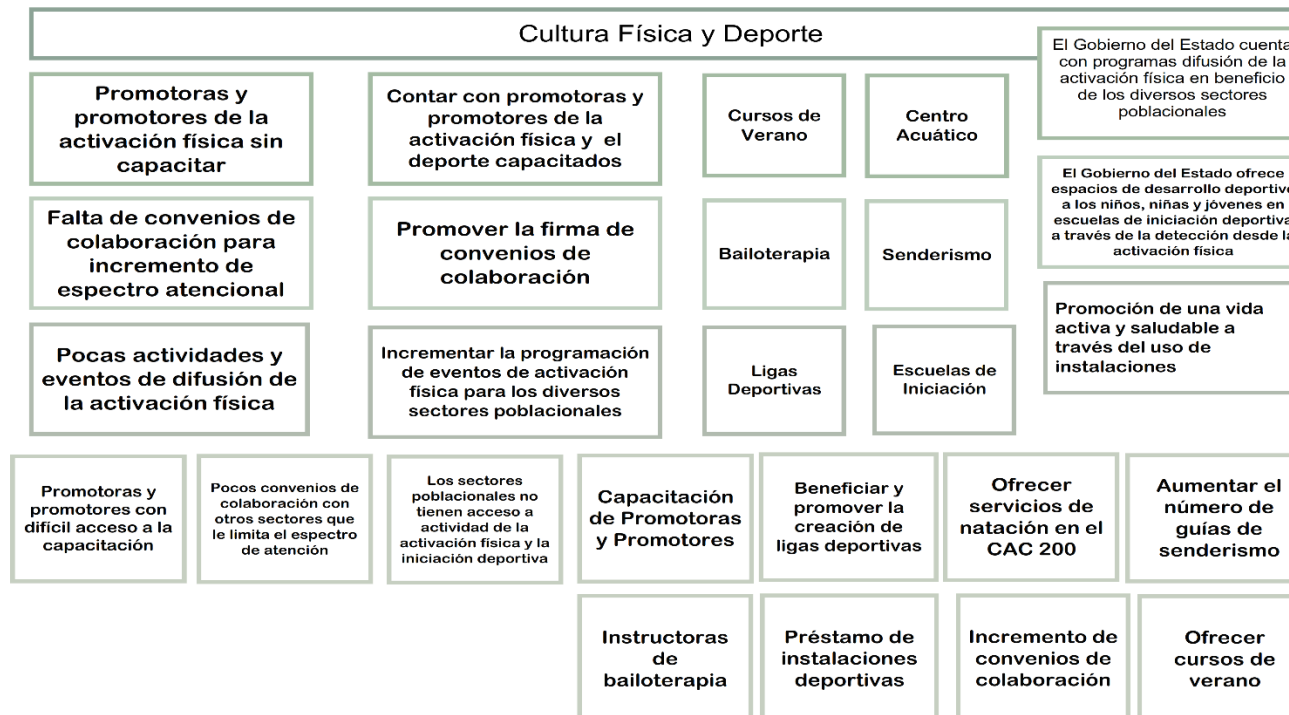 Cultura Física y Deporte
El Gobierno del Estado cuenta
con programas difusión de la
activación física en beneficio
de los diversos sectores
poblacionales
Promotoras y
promotores de la
activación física sin
capacitar
Contar con promotoras y
promotores de la
activación física y el
deporte capacitados
Cursos de
Verano
Centro
Acuático
El Gobierno del Estado ofrece
espacios de desarrollo deportivo
a los niños, niñas y jóvenes en
escuelas de iniciación deportiva
a través de la detección desde la
activación física
Falta de convenios de
colaboración para
incremento de
espectro atencional
Promover la firma de
convenios de
colaboración
Bailoterapia
Senderismo
Promoción de una vida
activa y saludable a
través del uso de
instalaciones
Pocas actividades y
eventos de difusión de
la activación física
Incrementar la programación
de eventos de activación
física para los diversos
sectores poblacionales
Ligas
Deportivas
Escuelas de
Iniciación
Promotoras y
promotores con
difícil acceso a la
capacitación
Pocos convenios de
colaboración con
otros sectores que
le limita el espectro
de atención
Los sectores
poblacionales no
tienen acceso a
actividad de la
activación física y la
iniciación deportiva
Capacitación
de Promotoras
y Promotores
Beneficiar y
promover la
creación de
ligas deportivas
Ofrecer
servicios de
natación en el
CAC 200
Aumentar el
número de
guías de
senderismo
Instructoras
de
bailoterapia
Préstamo de
instalaciones
deportivas
Incremento de
convenios de
colaboración
Ofrecer
cursos de
verano